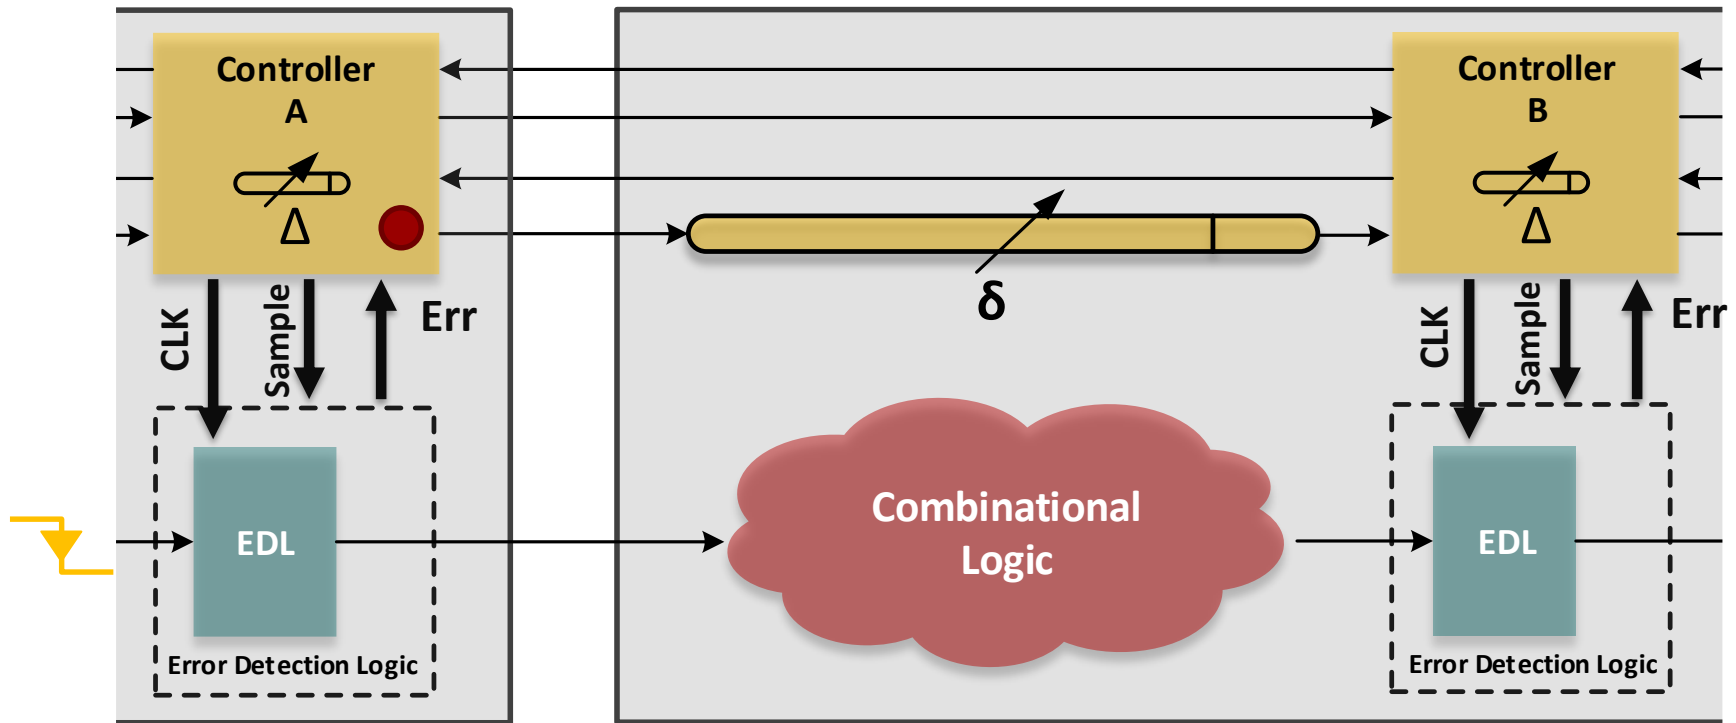 Controller
A
Δ
Controller
B
Δ
δ
CLK
Sample
Err
CLK
Sample
Err
EDL
Error Detection Logic
Combinational
Logic
EDL
Error Detection Logic